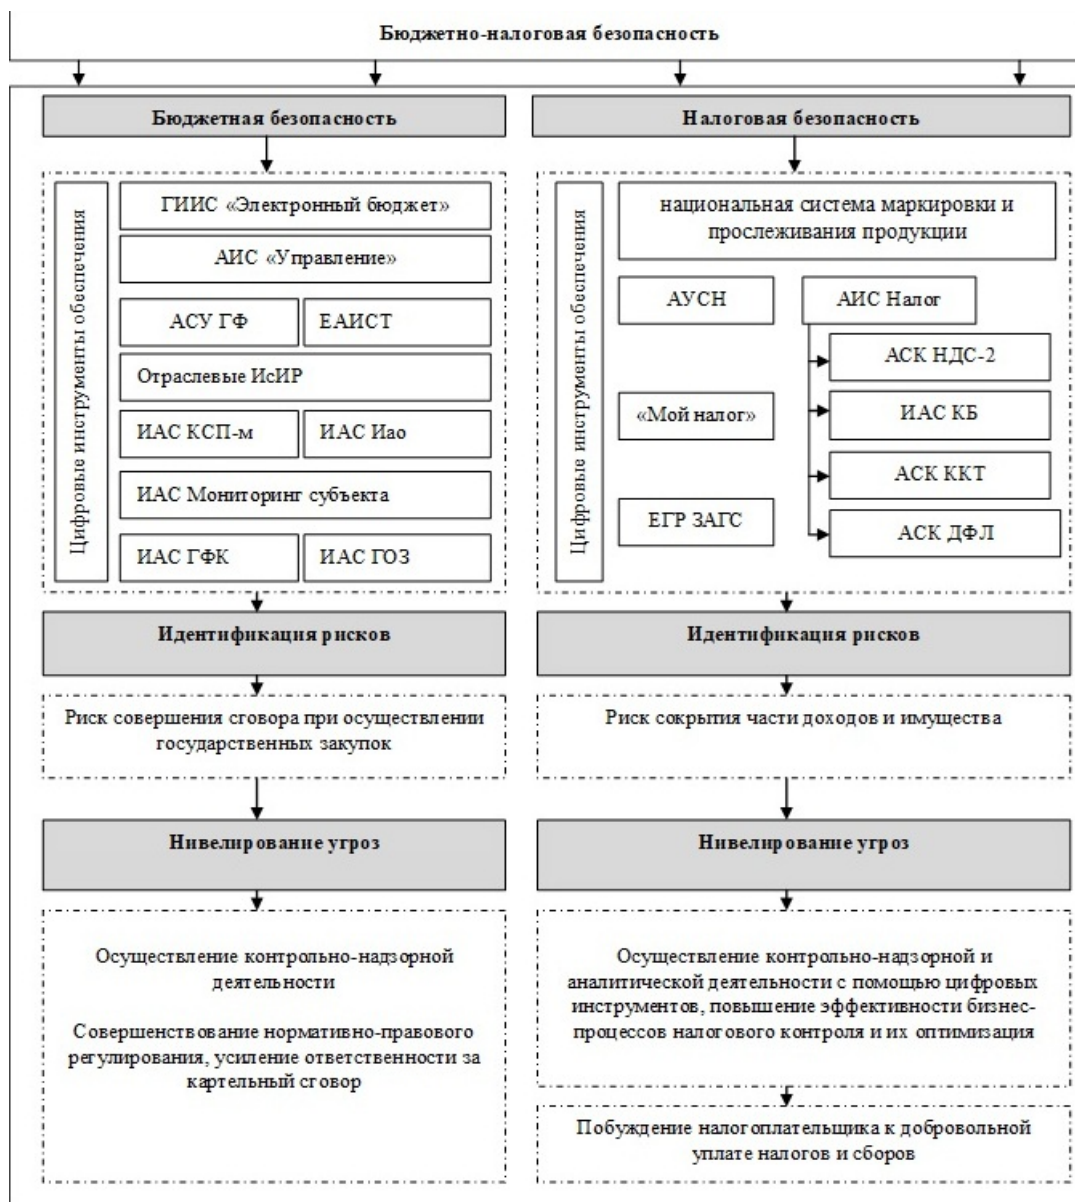 Бюджетно-налоговая безопасность
Бюджетная безопасность
Цифровые инструменты обеспечения
ГИИС «Электронный бюджет»
АИС «Управление»
АСУ ГФ
ЕАИСТ
Отраслевые ИсИР
ИАС КСП-м
ИАС Иао
ИАС Мониторинг субъекта
ИАС ГФК
ИАС ГОЗ
Идентификация рисков
Риск совершения сговора при осуществлении
государственных закупок
Нивелирование угроз
Осуществление контрольно-надзорной
деятельности
Совершенствование нормативно-правового
регулирования, усиление ответственности за
картельный сговор
Налоговая безопасность
Цифровые инструменты обеспечения
национальная система маркировки и
прослеживания продукции
АУСН
«Мой налог»
ЕГР ЗАГС
АИС Налог
АСК НДС-2
ИАС КБ
АСК ККТ
АСК ДФЛ
Идентификация рисков
Риск сокрытия части доходов и имущества
Нивелирование угроз
Осуществление контрольно-надзорной и
аналитической деятельности с помощью цифровых
инструментов, повышение эффективности бизнес-
процессов налогового контроля и их оптимизация
Побуждение налогоплательщика к добровольной
уплате налогов и сборов